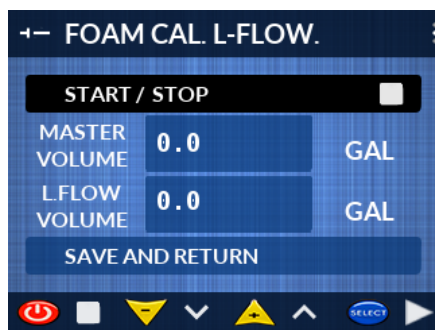 FOAM CAL. L-FLOW.
START / STOP
MASTER
VOLUME
0.0
GAL
L.FLOW
VOLUME
0.0
GAL
SAVE AND RETURN
SELECT